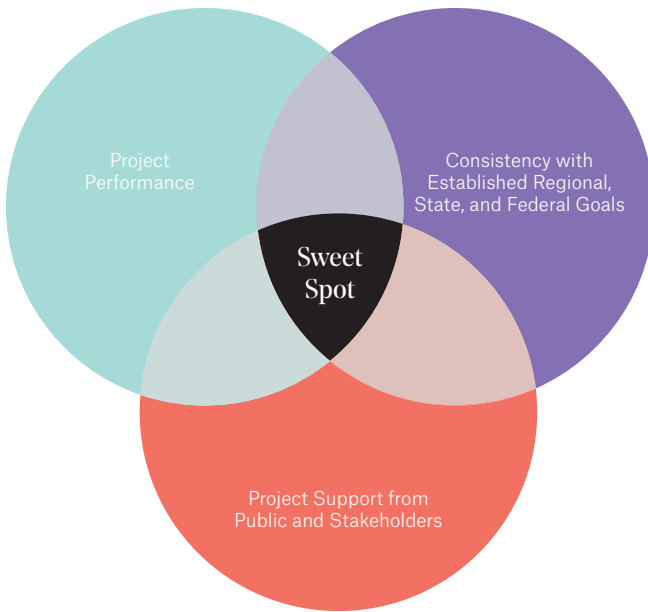 Project
Performance
Consistency with
Established Regional,
State, and Federal Goals
Sweet
Spot
Project Support from
Public and Stakeholders